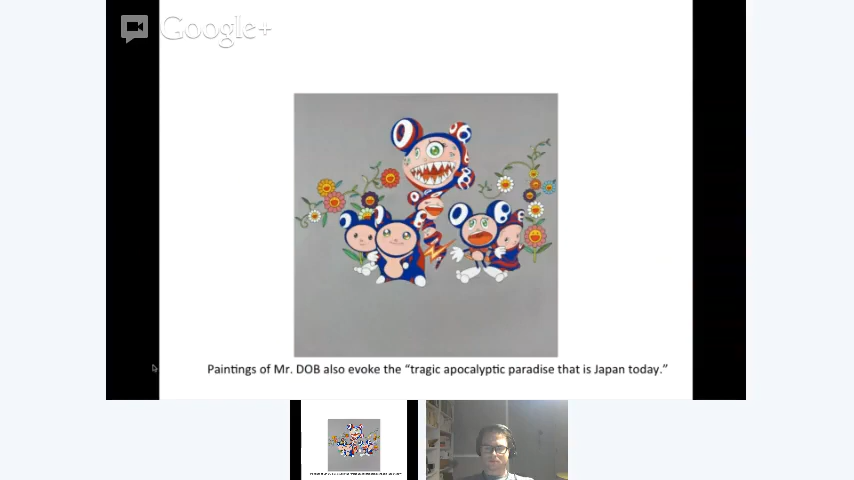 Google+
Paintings of Mr. DOB also evoke the “tragic apocalyptic paradise that is Japan today.”